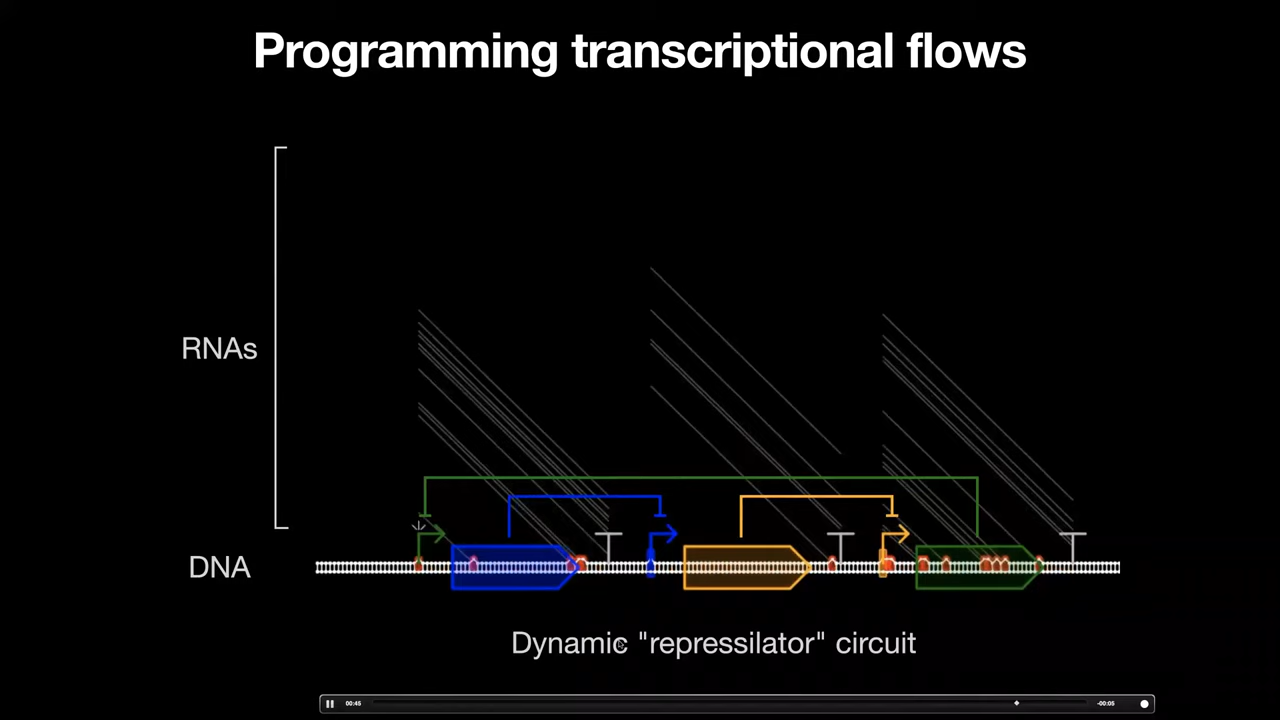 Programming transcriptional flows
RNAs
DNA
Dynamic "repressilator" circuit
00:45
-00:05